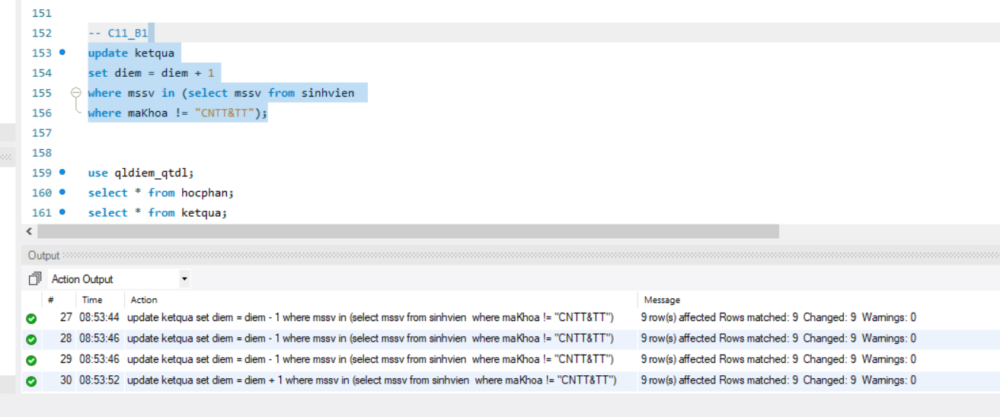 151
152 -- C11_B1
153 update ketqua
154 set diem = diem + 1
155 where mssv in (select mssv from sinhvien
156 where maKhoa != "CNTT&TT");
157
158
159 use qldiem_qtdl;
160 select * from hocphan;
161 select * from ketqua;
Output
Action Output
# Time Action Message
27 08:53:44 update ketqua set diem = diem - 1 where mssv in (select mssv from sinhvien where maKhoa != "CNTT&TT") 9 row(s) affected Rows matched: 9 Changed: 9 Warnings: 0
28 08:53:46 update ketqua set diem = diem - 1 where mssv in (select mssv from sinhvien where maKhoa != "CNTT&TT") 9 row(s) affected Rows matched: 9 Changed: 9 Warnings: 0
29 08:53:46 update ketqua set diem = diem - 1 where mssv in (select mssv from sinhvien where maKhoa != "CNTT&TT") 9 row(s) affected Rows matched: 9 Changed: 9 Warnings: 0
30 08:53:52 update ketqua set diem = diem + 1 where mssv in (select mssv from sinhvien where maKhoa != "CNTT&TT") 9 row(s) affected Rows matched: 9 Changed: 9 Warnings: 0